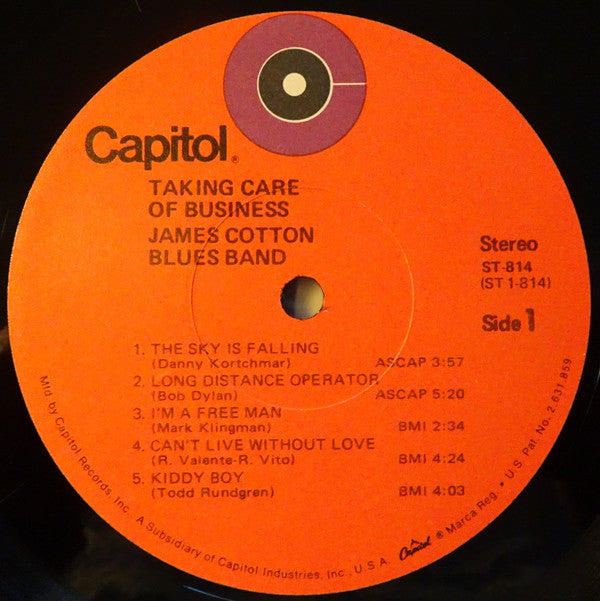 Capitol®
TAKING CARE
OF BUSINESS
JAMES COTTON
BLUES BAND
Stereo
ST-814
(ST 1-814)
Side 1
1. THE SKY IS FALLING
(Danny Kortchmar) ASCAP 3:57
2. LONG DISTANCE OPERATOR
(Bob Dylan) ASCAP 5:20
3. I'M A FREE MAN
(Mark Klingman) BMI 2:34
4. CAN'T LIVE WITHOUT LOVE
(R. Valente-R. Vito) BMI 4:24
5. KIDDY BOY
(Todd Rundgren) BMI 4:03
Mfd. by Capitol Records, Inc. A Subsidiary of Capitol Industries, Inc., U.S.A. Capitol ® Marca Reg. • U.S. Pat. No. 2,631,859